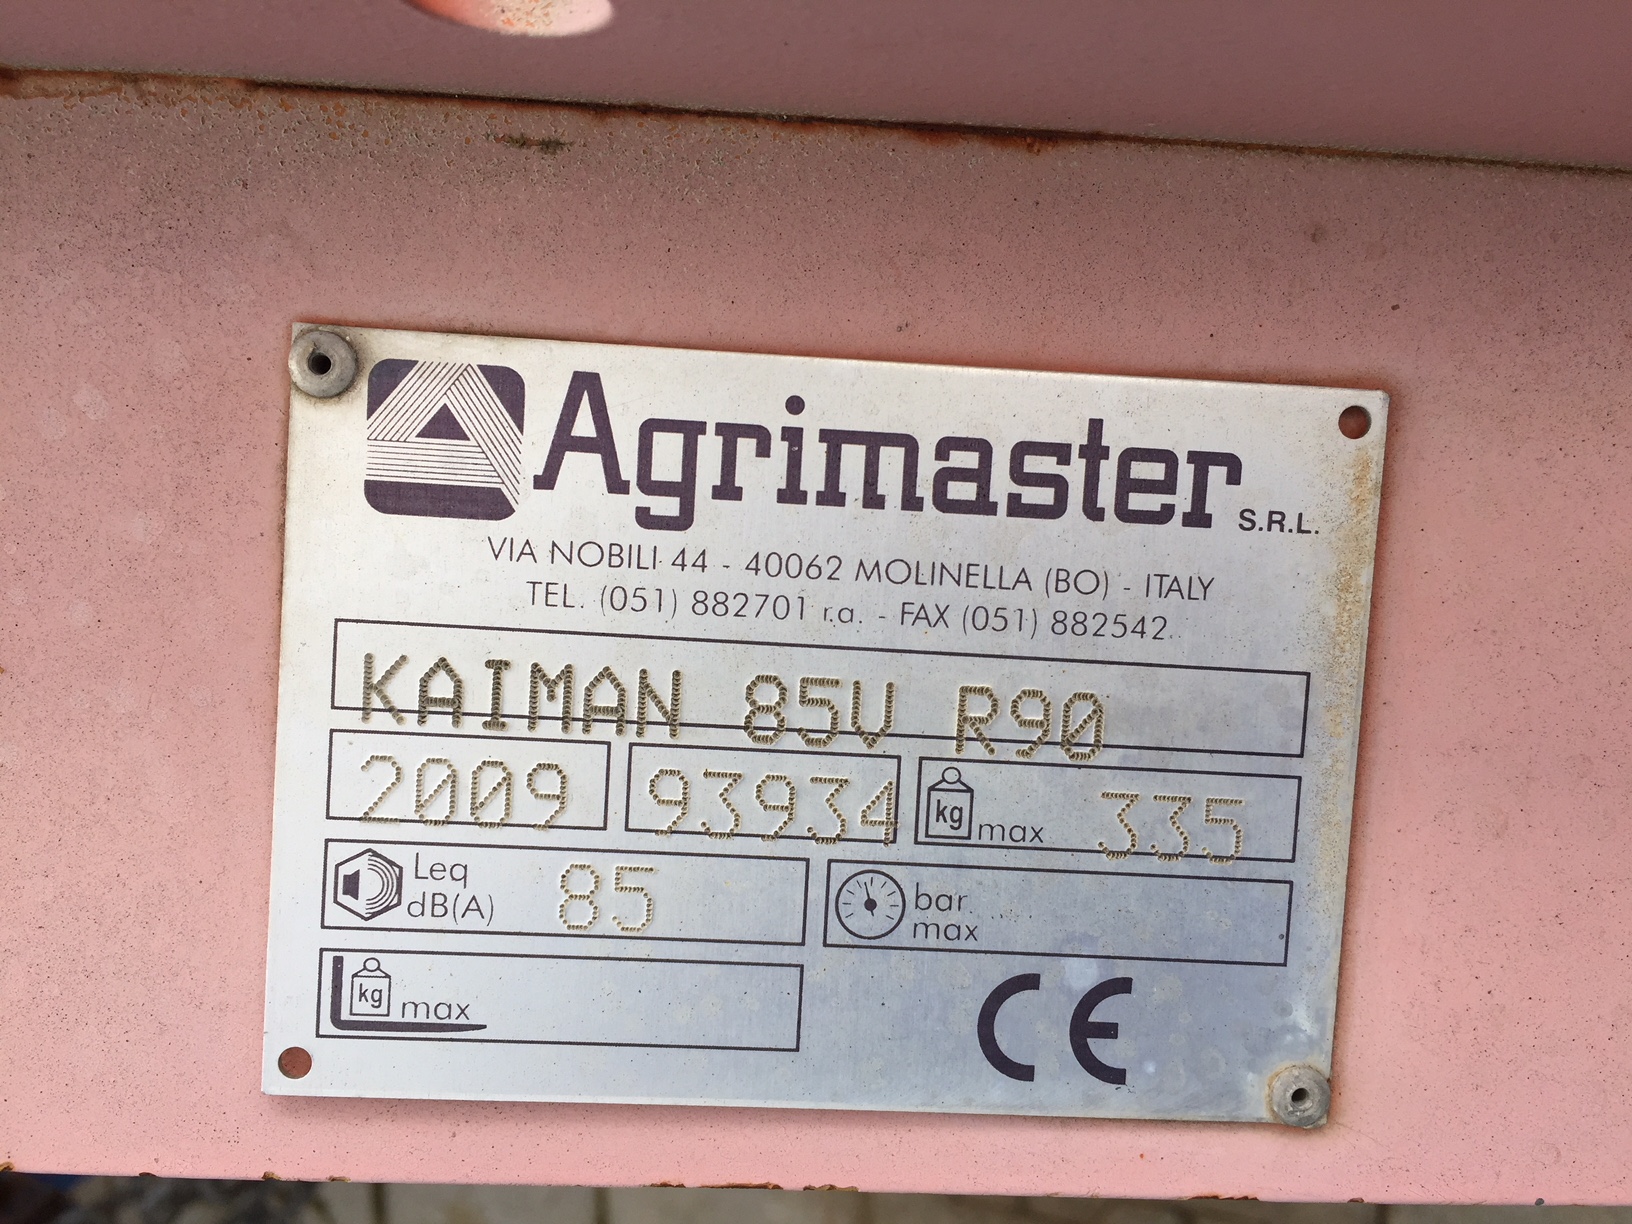 Agrimaster S.R.L.
VIA NOBILI 44 - 40062 MOLINELLA (BO) - ITALY
TEL. (051) 882701 r.a. - FAX (051) 882542
KAIMAN 85V R90
2009 93934 kg max 335
Leq dB(A) 85 bar max
kg max
CE